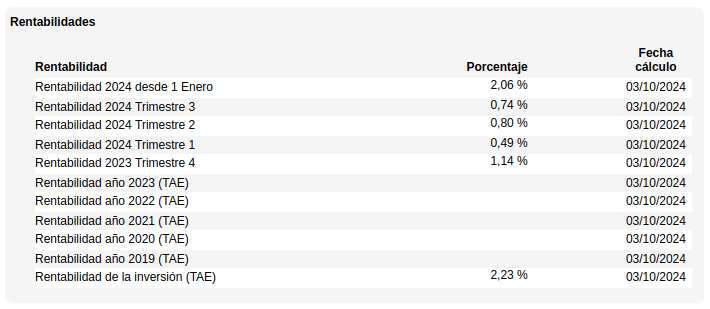 Rentabilidades
Rentabilidad Porcentaje Fecha cálculo
Rentabilidad 2024 desde 1 Enero 2,06 % 03/10/2024
Rentabilidad 2024 Trimestre 3 0,74 % 03/10/2024
Rentabilidad 2024 Trimestre 2 0,80 % 03/10/2024
Rentabilidad 2024 Trimestre 1 0,49 % 03/10/2024
Rentabilidad 2023 Trimestre 4 1,14 % 03/10/2024
Rentabilidad año 2023 (TAE) 03/10/2024
Rentabilidad año 2022 (TAE) 03/10/2024
Rentabilidad año 2021 (TAE) 03/10/2024
Rentabilidad año 2020 (TAE) 03/10/2024
Rentabilidad año 2019 (TAE) 03/10/2024
Rentabilidad de la inversión (TAE) 2,23 % 03/10/2024